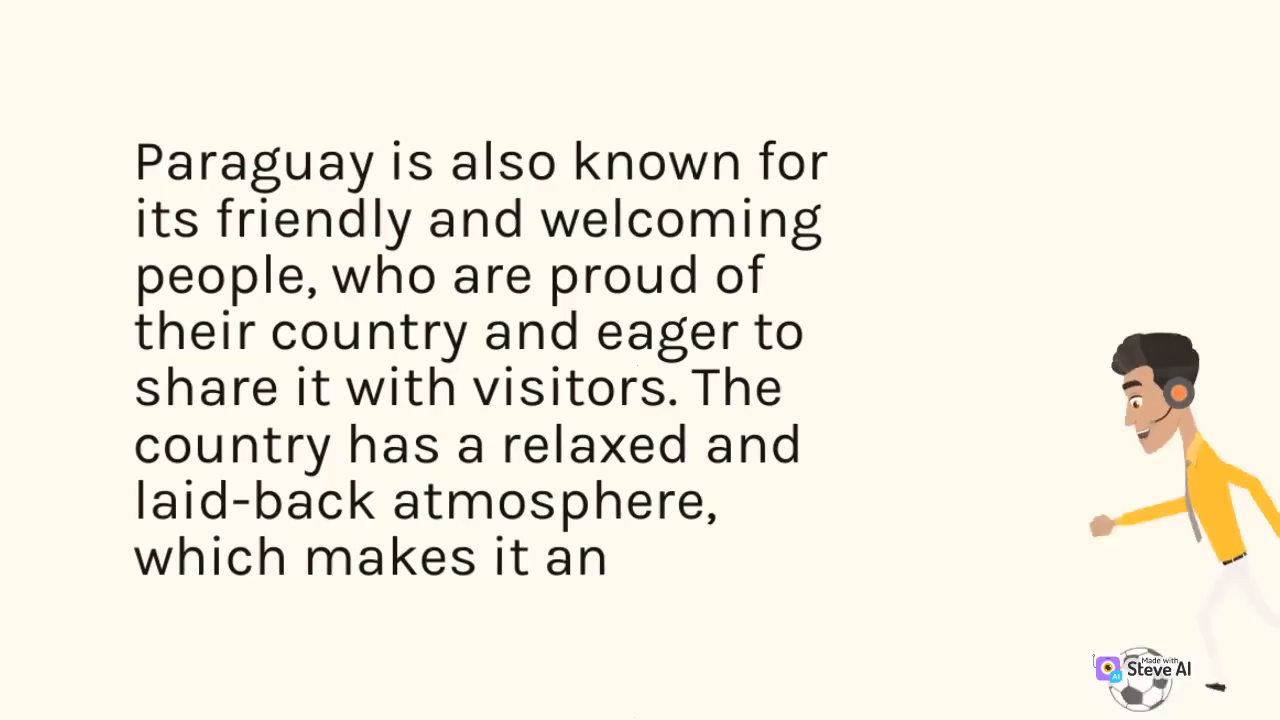 Paraguay is also known for
its friendly and welcoming
people, who are proud of
their country and eager to
share it with visitors. The
country has a relaxed and
laid-back atmosphere,
which makes it an
Made with
Steve AI
AI